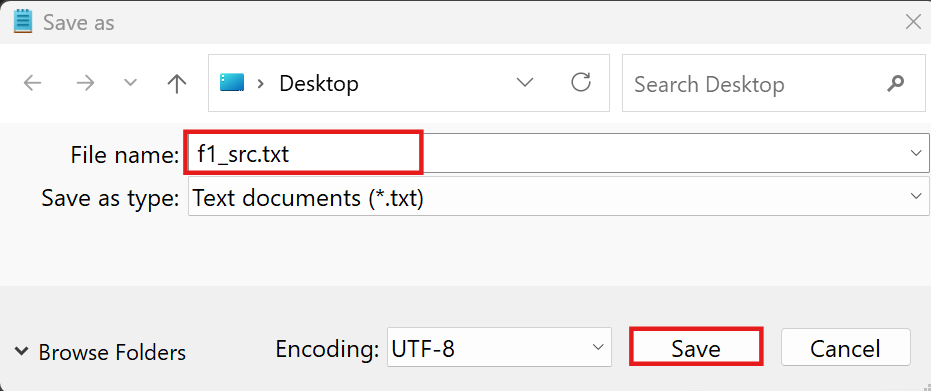 Save as
Desktop
Search Desktop
File name: f1_src.txt
Save as type: Text documents (*.txt)
Browse Folders
Encoding: UTF-8
Save
Cancel